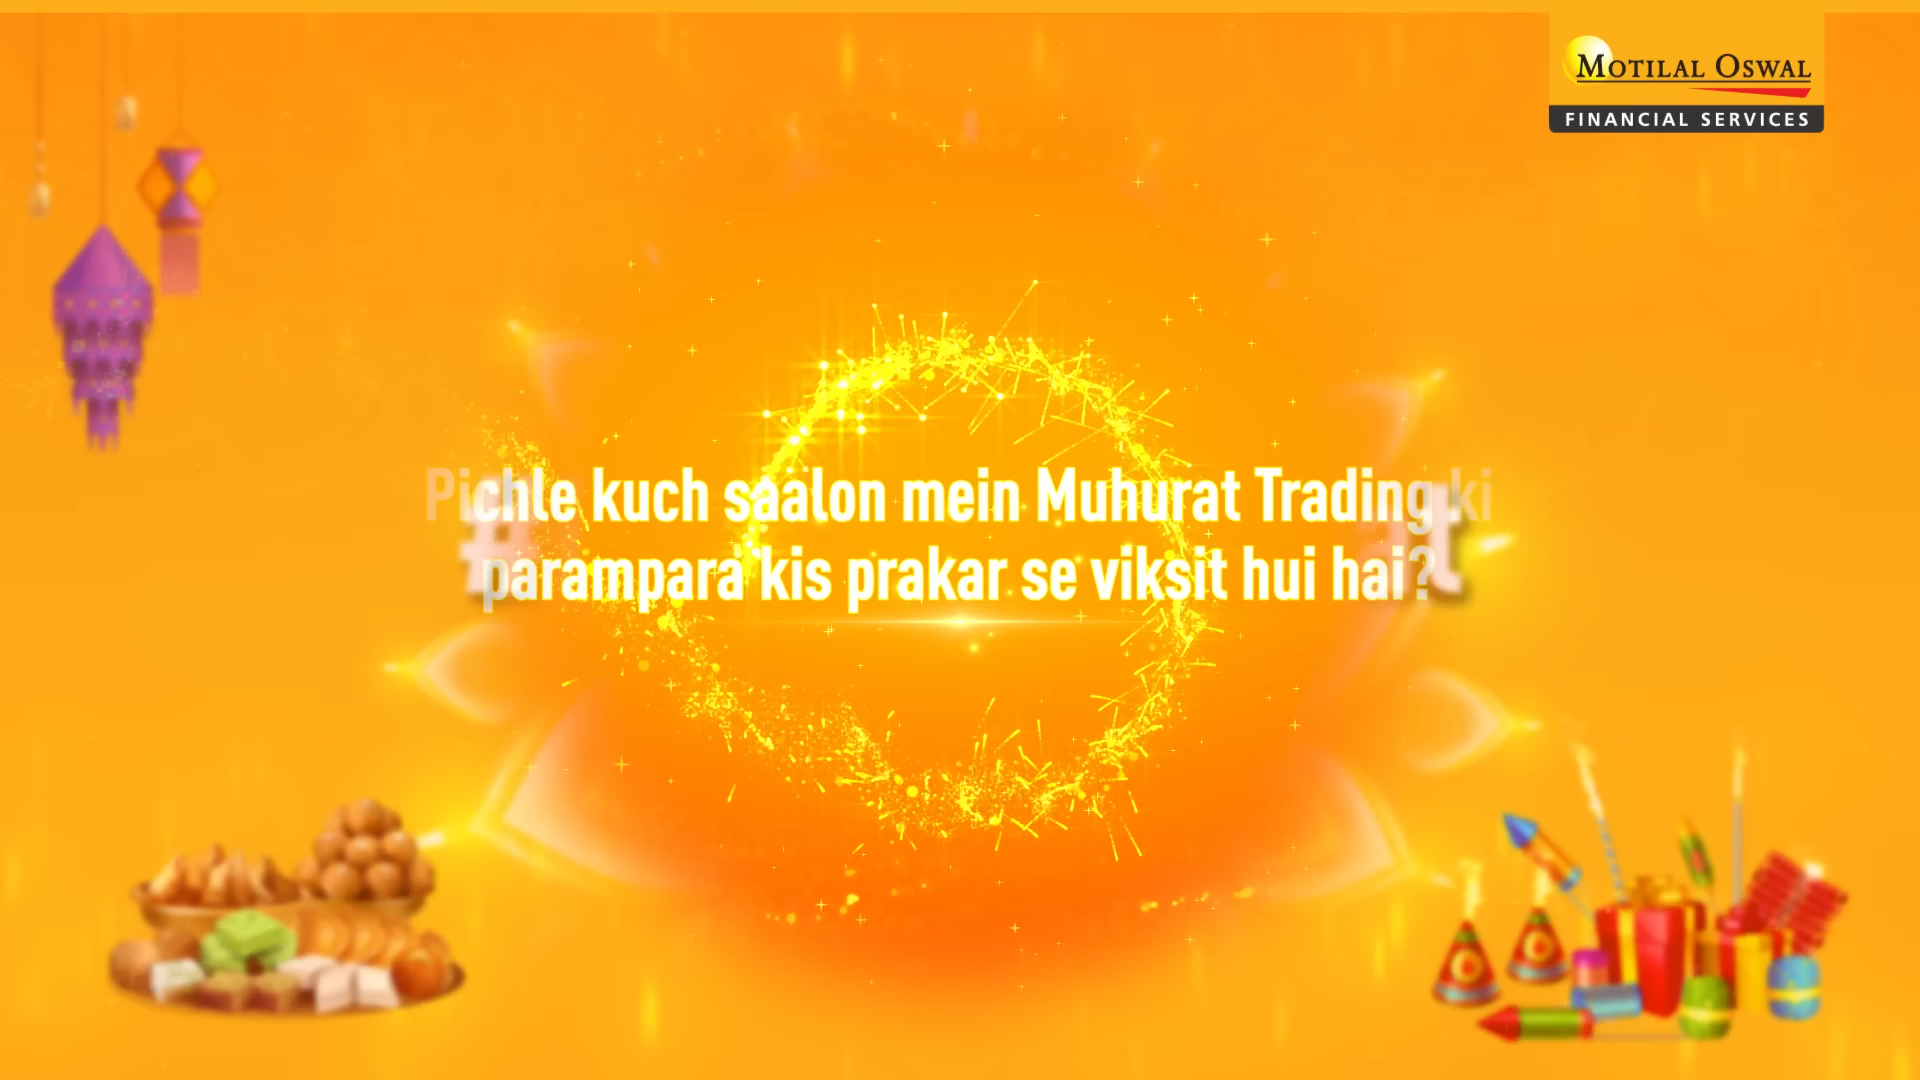 MOTILAL OSWAL
FINANCIAL SERVICES
Pichle kuch saalon mein Muhurat Trading ki
parampara kis prakar se viksit hui hai?